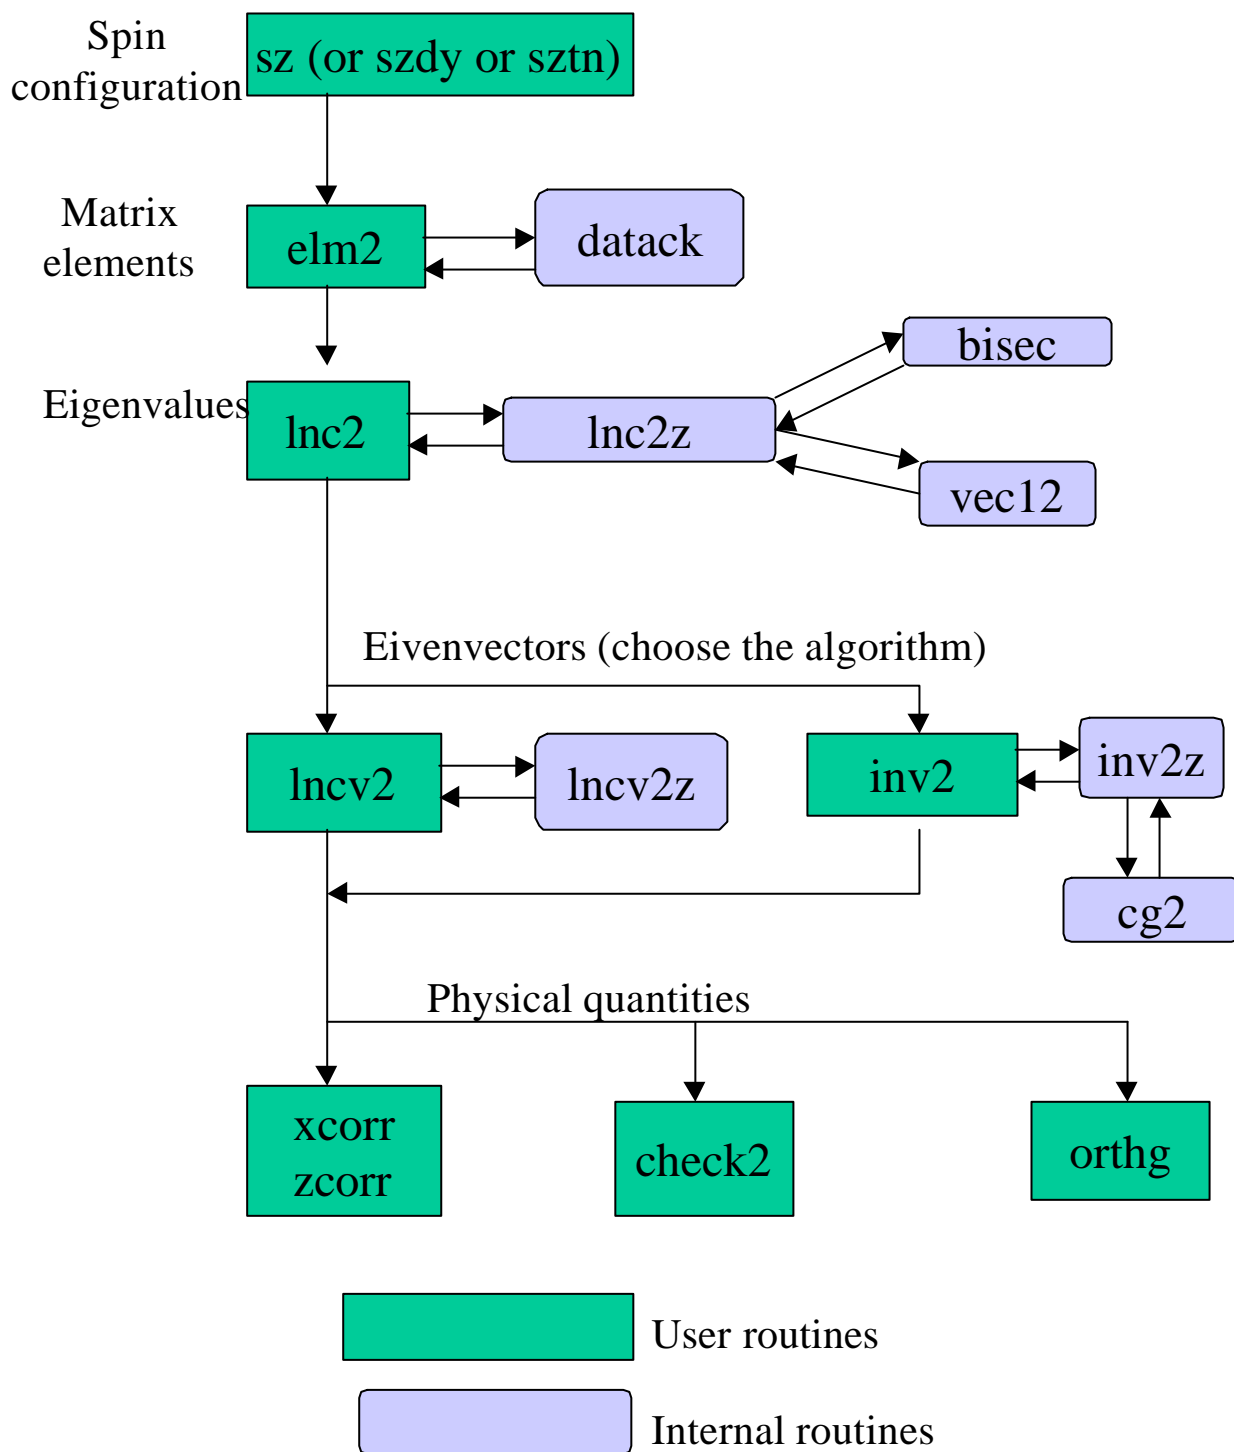 Spin
configuration
sz (or szdy or sztn)
Matrix
elements
elm2
datack
bisec
Eigenvalues
lnc2
lnc2z
vec12
Eivenvectors (choose the algorithm)
lncv2
lncv2z
inv2
inv2z
cg2
Physical quantities
xcorr
zcorr
check2
orthg
User routines
Internal routines